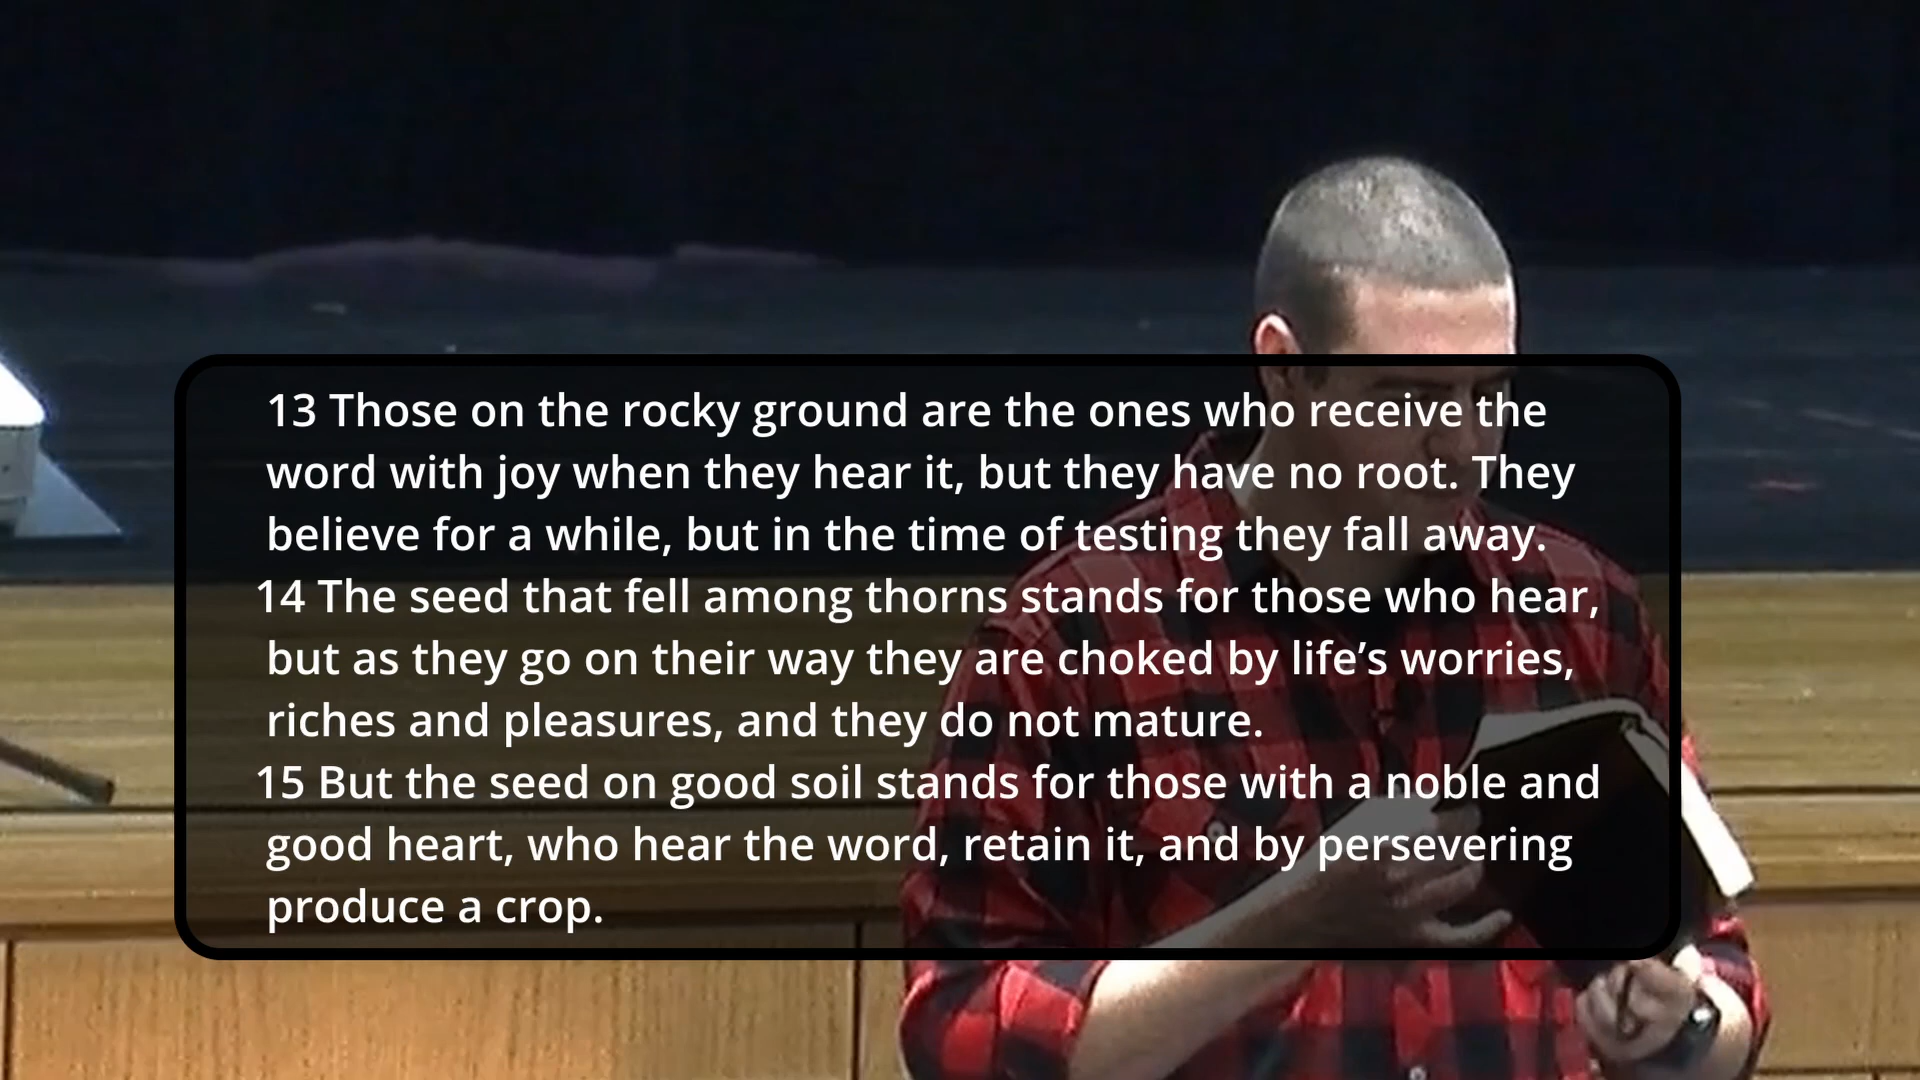 13 Those on the rocky ground are the ones who receive the
word with joy when they hear it, but they have no root. They
believe for a while, but in the time of testing they fall away.
14 The seed that fell among thorns stands for those who hear,
but as they go on their way they are choked by life’s worries,
riches and pleasures, and they do not mature.
15 But the seed on good soil stands for those with a noble and
good heart, who hear the word, retain it, and by persevering
produce a crop.